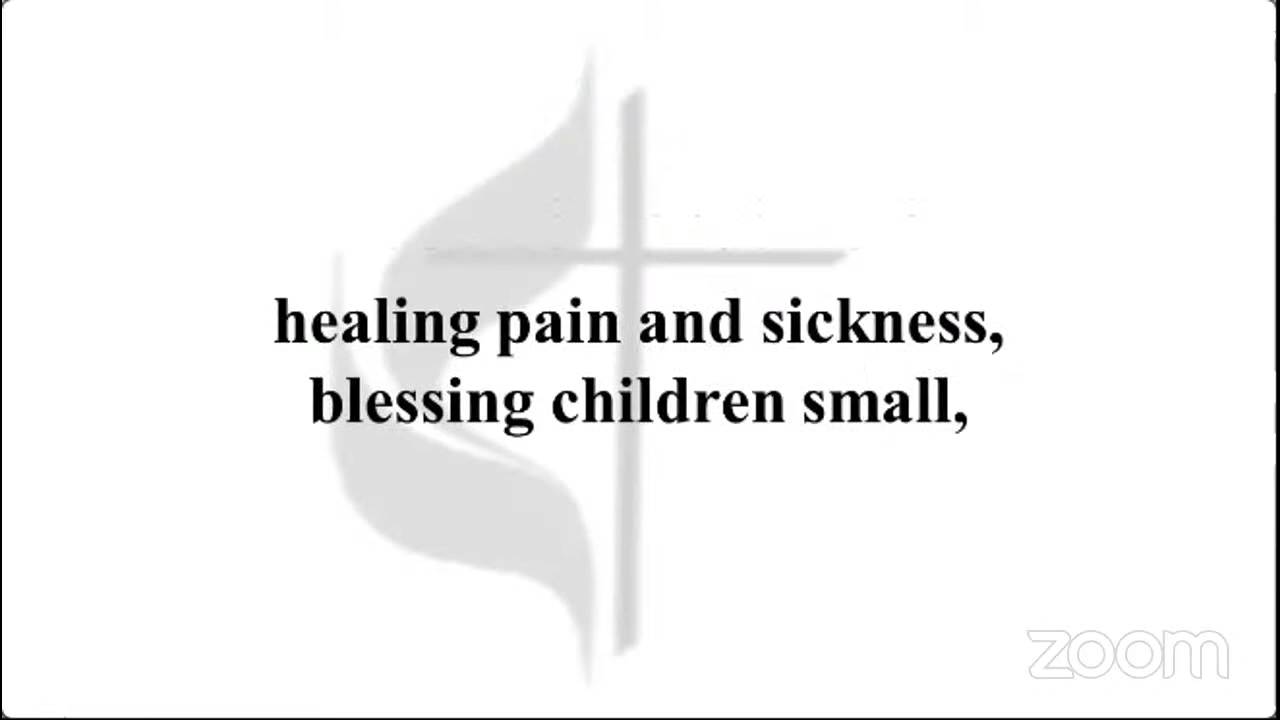 healing pain and sickness,
blessing children small,
zoom